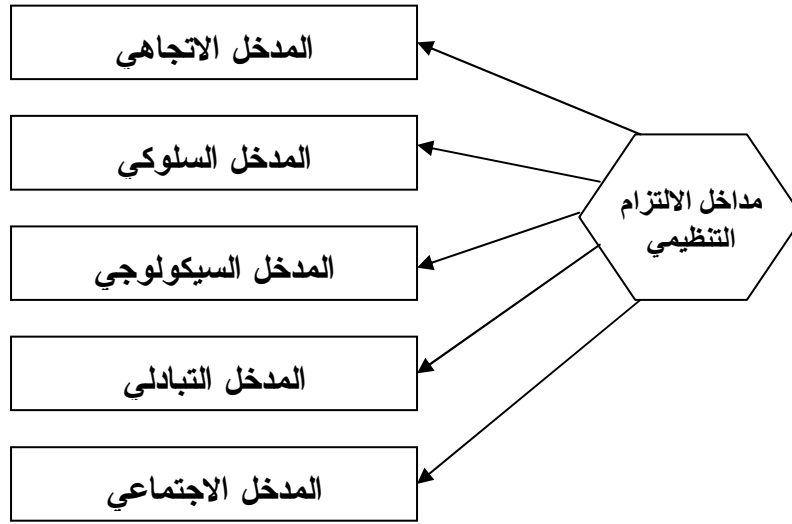 مداخل الالتزام
التنظيمي
المدخل الاتجاهي
المدخل السلوكي
المدخل السيكولوجي
المدخل التبادلي
المدخل الاجتماعي